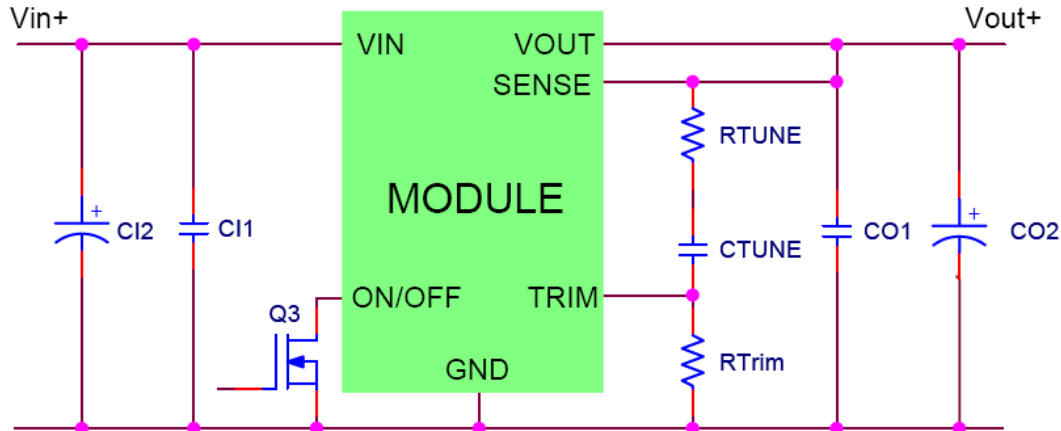 Vin+
Vout+
VIN
VOUT
SENSE
RTUNE
MODULE
+
CI2
CI1
CTUNE
CO1
+
CO2
ON/OFF
TRIM
Q3
GND
RTrim